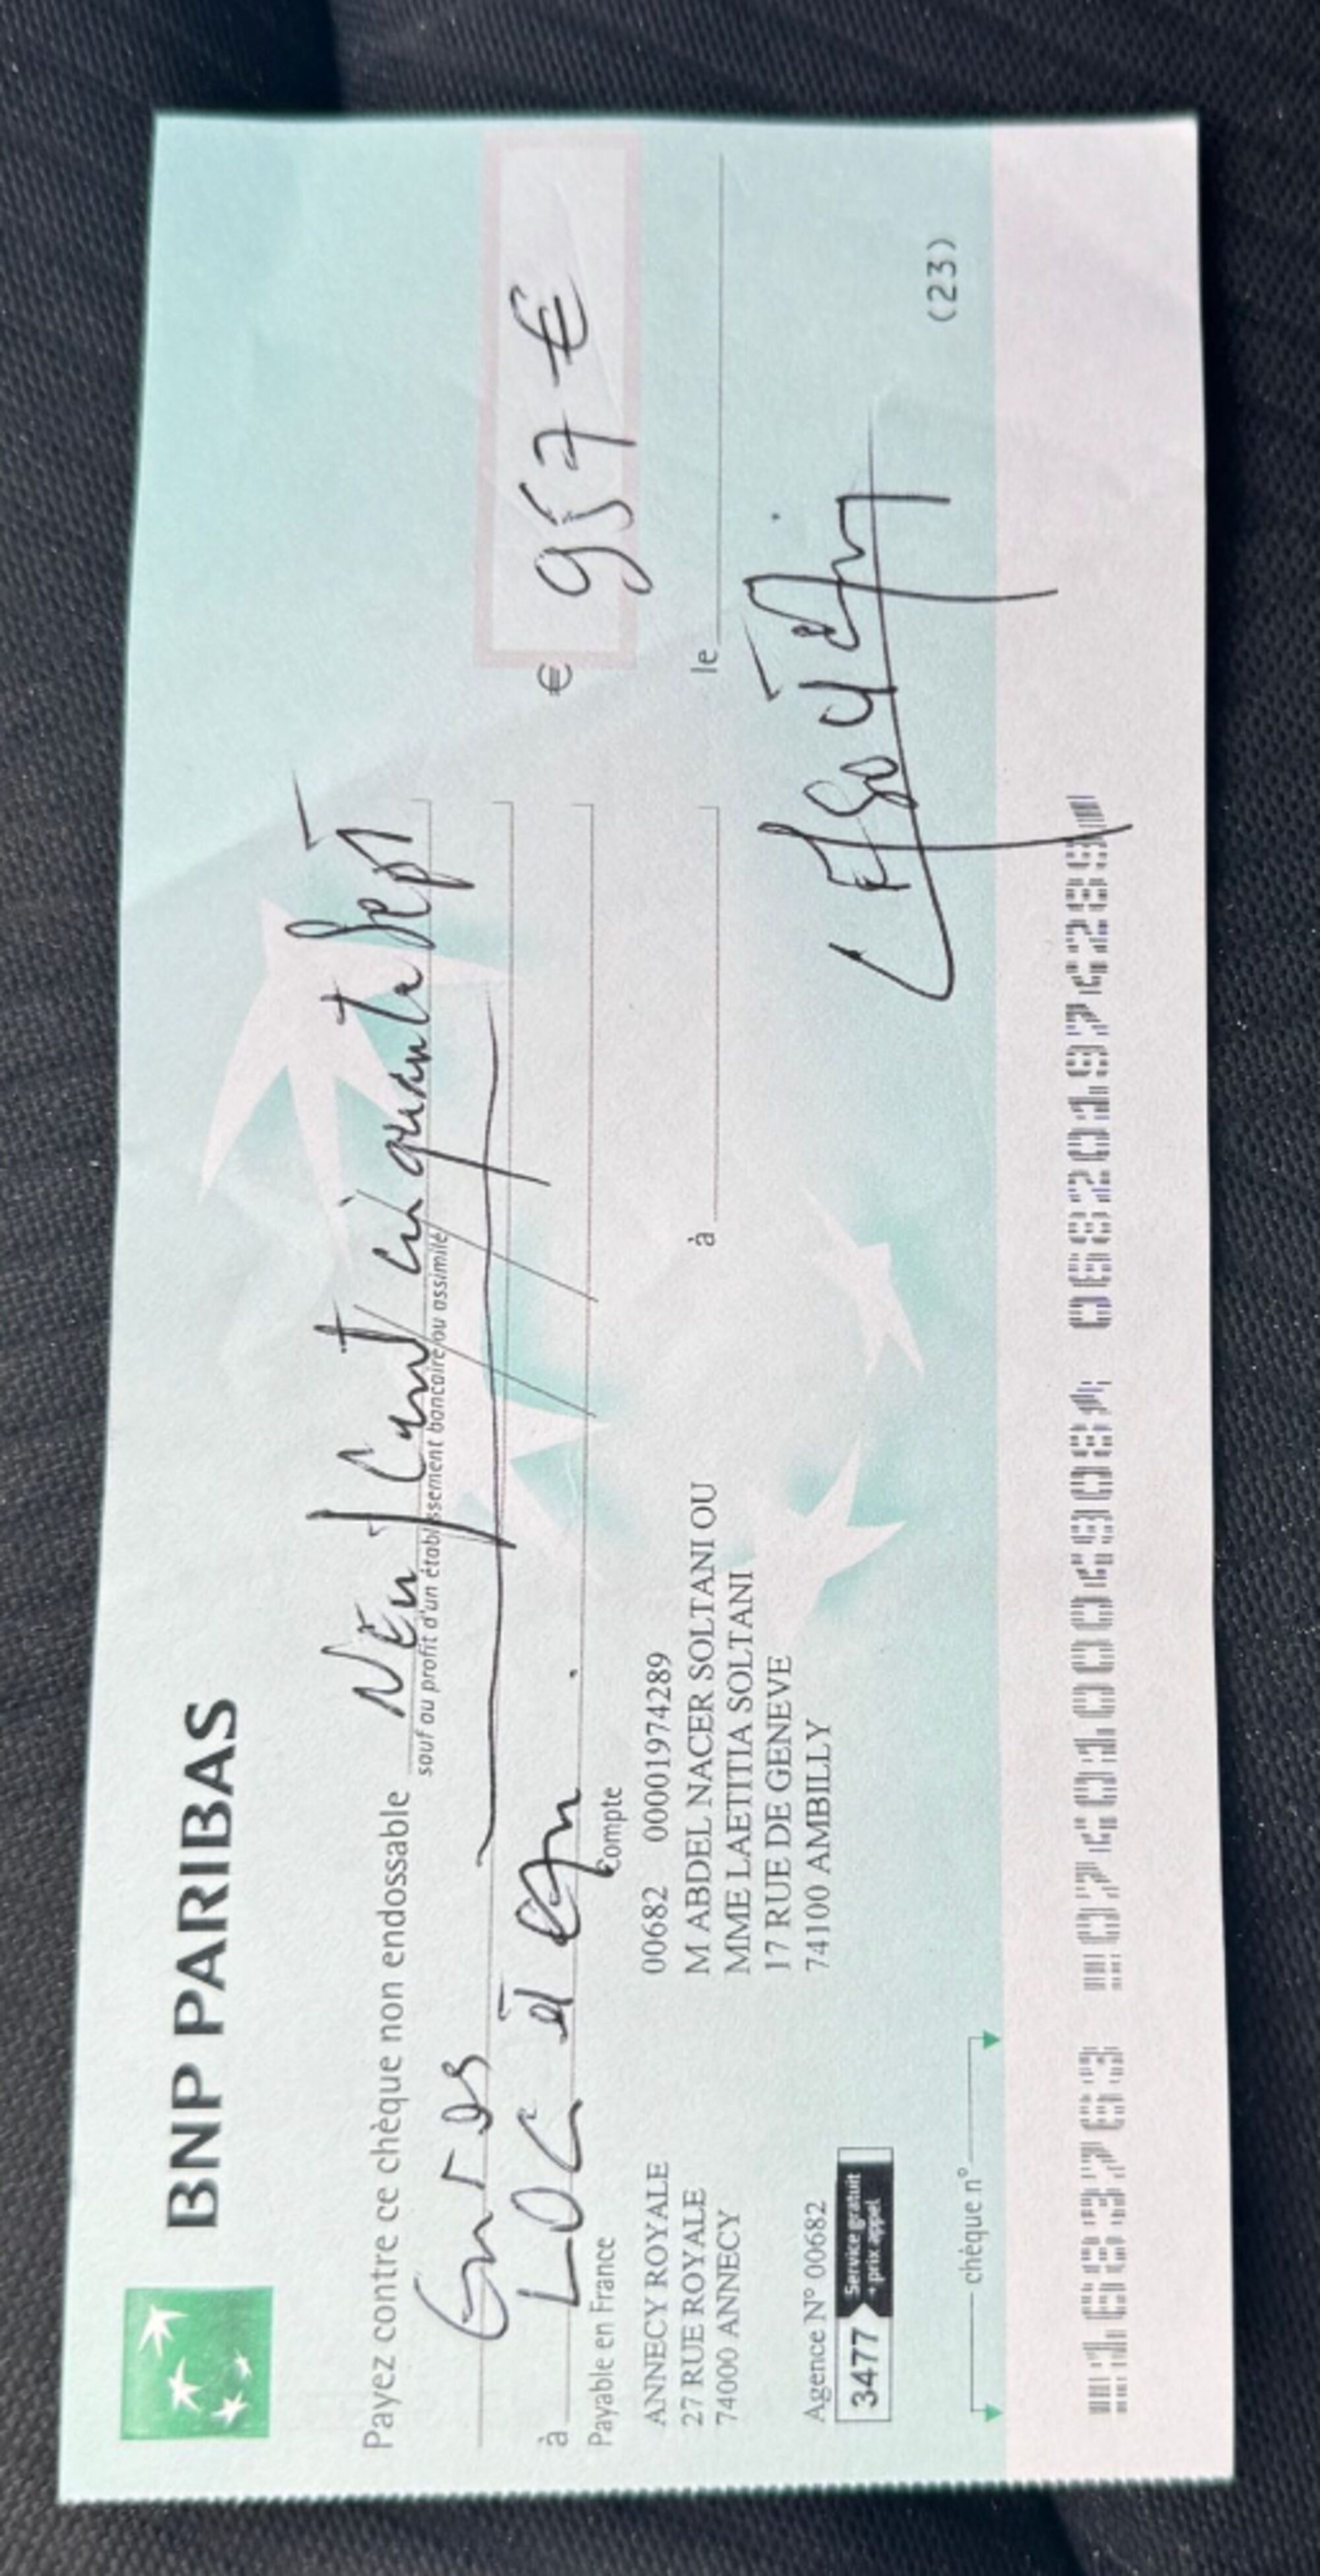 BNP PARIBAS
Payez contre ce chèque non endossable Neuf Cent cinquante Sept
sauf au profit d'un établissement bancaire ou assimilé
Euros
€ 957 €
à LOC et
Payable en France
Compte
à le
ANNECY ROYALE
27 RUE ROYALE
74000 ANNECY
00682 00001974289
M ABDEL NACER SOLTANI OU
MME LAETITIA SOLTANI
17 RUE DE GENEVE
74100 AMBILLY
Agence N° 00682
3477 Service gratuit
+ prix appel
(23)
chèque n°